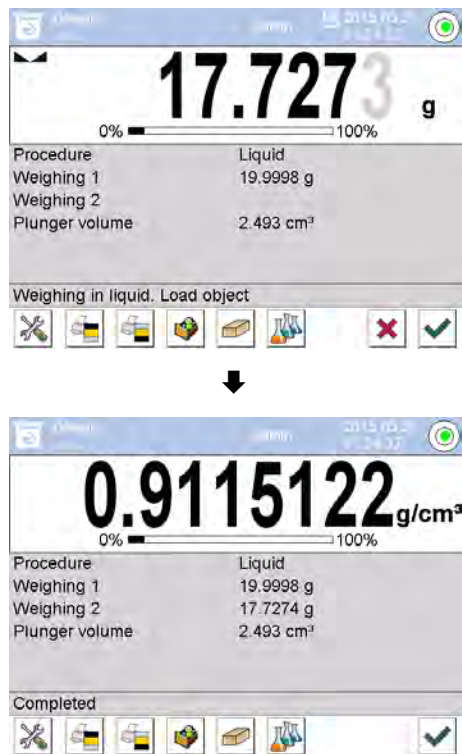 17.7273 g
0% 100%
Procedure Liquid
Weighing 1 19.9998 g
Weighing 2
Plunger volume 2.493 cm³
Weighing in liquid. Load object
0.9115122 g/cm³
0% 100%
Procedure Liquid
Weighing 1 19.9998 g
Weighing 2 17.7274 g
Plunger volume 2.493 cm³
Completed